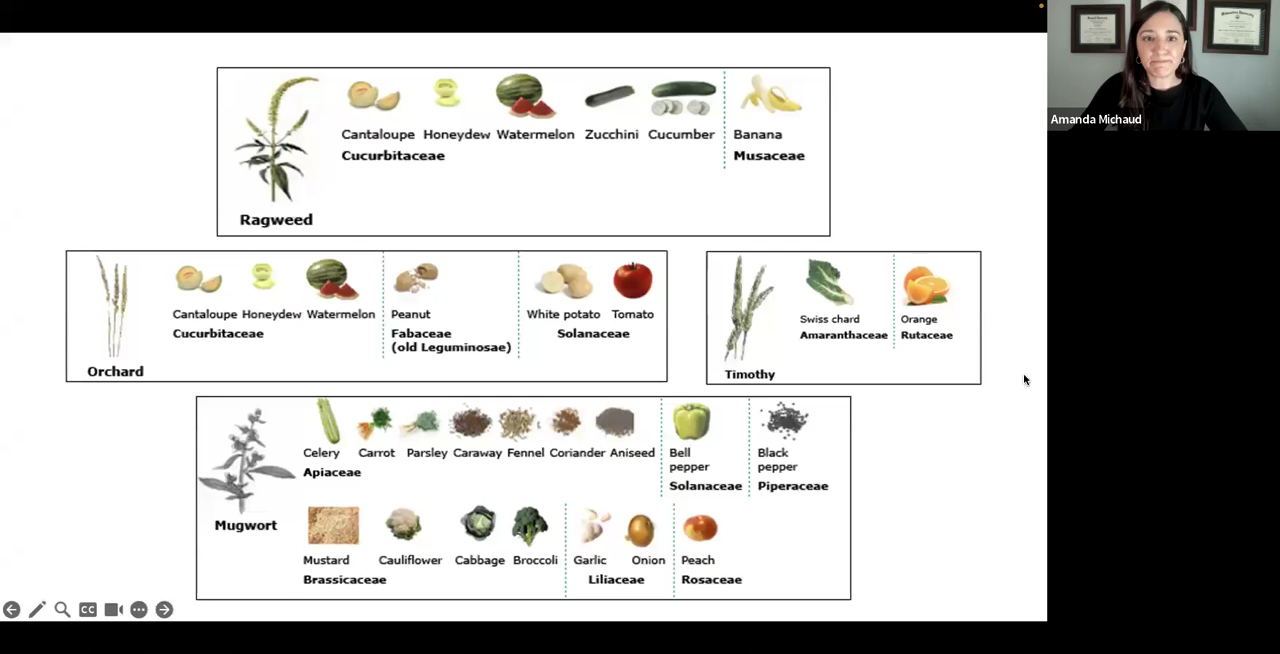 Amanda Michaud
Cantaloupe Honeydew Watermelon Zucchini Cucumber Banana
Cucurbitaceae Musaceae
Ragweed
Cantaloupe Honeydew Watermelon Peanut White potato Tomato
Cucurbitaceae Fabaceae Solanaceae
(old Leguminosae)
Orchard
Swiss chard Orange
Amaranthaceae Rutaceae
Timothy
Celery Carrot Parsley Caraway Fennel Coriander Aniseed Bell Black
pepper pepper
Apiaceae Solanaceae Piperaceae
Mugwort
Mustard Cauliflower Cabbage Broccoli Garlic Onion Peach
Brassicaceae Liliaceae Rosaceae
CC